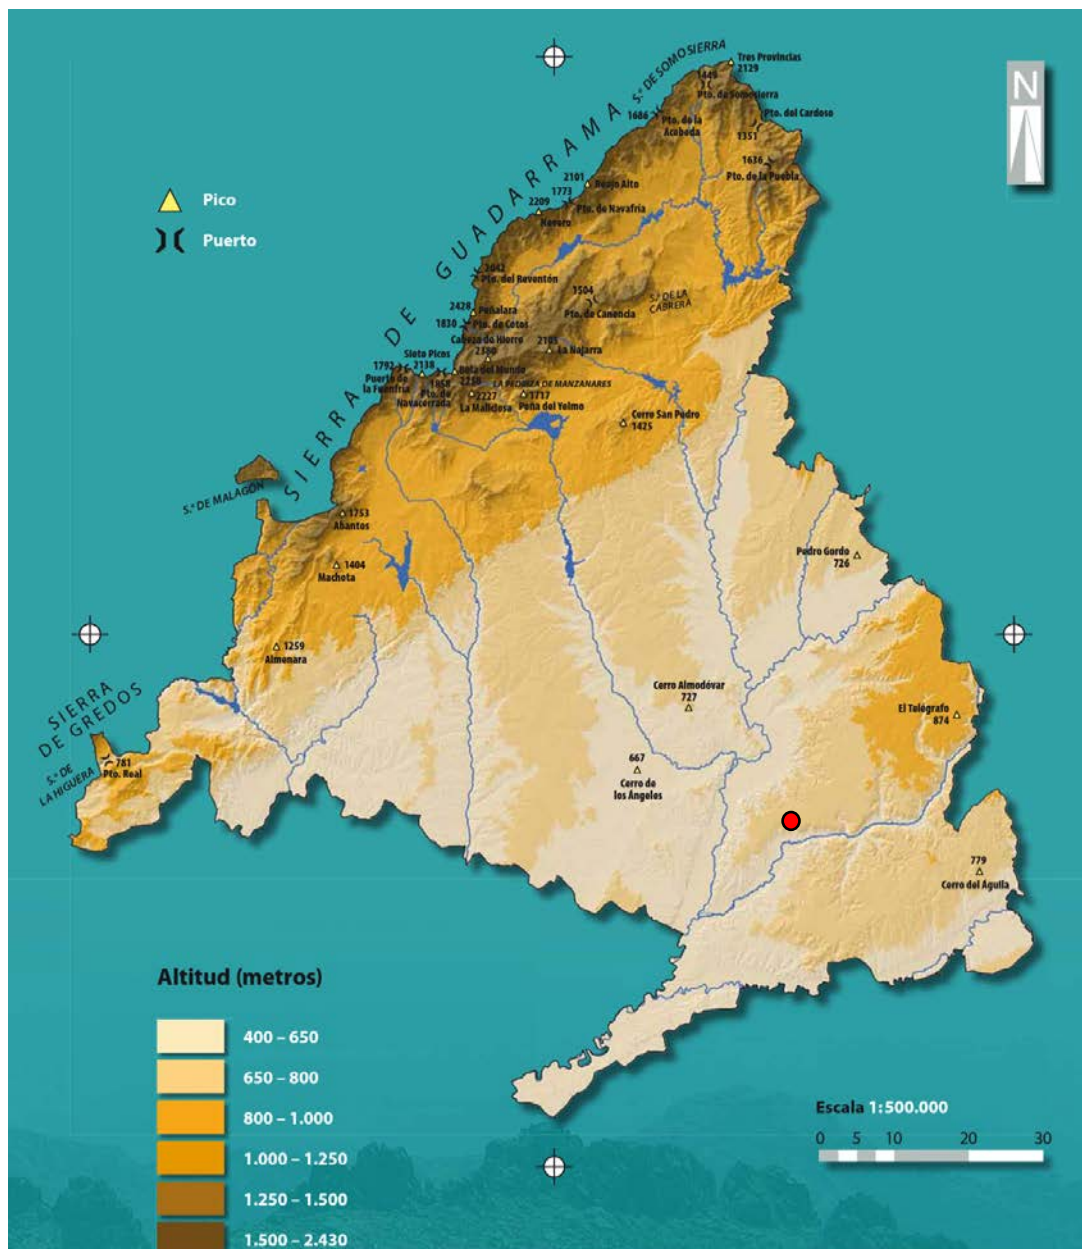 S.ª DE SOMOSIERRA
Tres Provincias
2129
1449
Pto. de Somosierra
Pto. del Cardoso
1686
Pto. de la
Acebeda
1351
1636
Pto. de la Puebla
N
SIERRA DE GUADARRAMA
2101
Reajo Alto
1773
Pto. de Navafría
2209
Nevero
Pico
Puerto
2042
Pto. del Reventón
1504
Pto. de Canencia
S.ª DE LA
CABRERA
2428
Peñalara
1830
Pto. de Cotos
Cabeza de Hierro
2380
2105
La Najarra
Siete Picos
1792
2138
Bola del Mundo
Puerto de
la Fuenfría
1858
Pto. de
Navacerrada
2227
La Maliciosa
LA PEDRIZA DE MANZANARES
1717
Peña del Yelmo
Cerro San Pedro
1425
S.ª DE MALAGÓN
1753
Abantos
1404
Machota
Pedro Gordo
726
1259
Almenara
SIERRA
DE GREDOS
S.ª DE
LA HIGUERA
781
Pto. Real
Cerro Almodóvar
727
El Telégrafo
874
667
Cerro de
los Ángeles
779
Cerro del Águila
Altitud (metros)
400 – 650
650 – 800
800 – 1.000
1.000 – 1.250
1.250 – 1.500
1.500 – 2.430
Escala 1:500.000
0 5 10 20 30